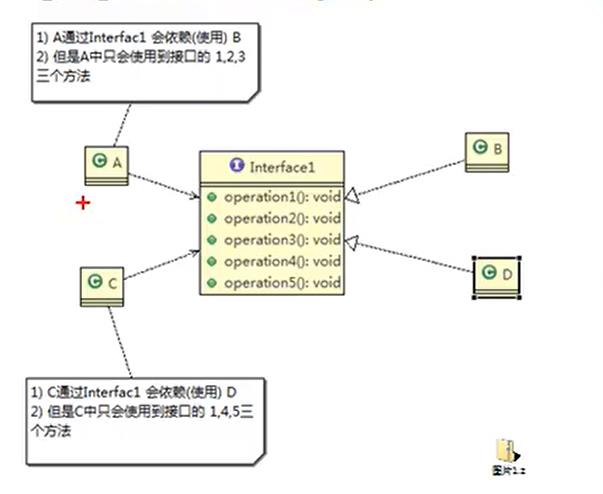 1) A通过Interfac1 会依赖(使用) B
2) 但是A中只会使用到接口的 1,2,3
三个方法
A
Interface1
B
operation1(): void
operation2(): void
operation3(): void
operation4(): void
operation5(): void
C
D
1) C通过Interfac1 会依赖(使用) D
2) 但是C中只会使用到接口的 1,4,5三
个方法
图片1.z